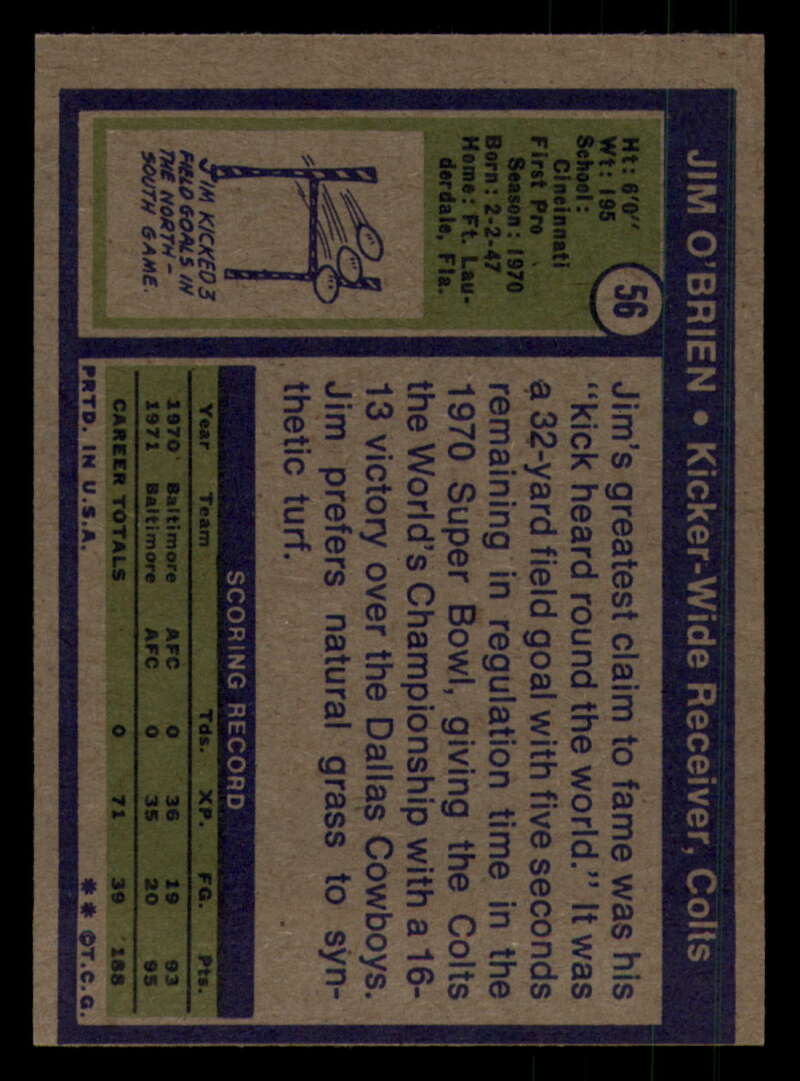 JIM O'BRIEN • Kicker-Wide Receiver, Colts
56
Ht: 6'0"
Wt: 195
School:
Cincinnati
First Pro
Season: 1970
Born: 2-2-47
Home: Ft. Lau-
derdale, Fla.
JIM KICKED 3
FIELD GOALS IN
THE NORTH-
SOUTH GAME.
Jim's greatest claim to fame was his
"kick heard round the world." It was
a 32-yard field goal with five seconds
remaining in regulation time in the
1970 Super Bowl, giving the Colts
the World's Championship with a 16-
13 victory over the Dallas Cowboys.
Jim prefers natural grass to syn-
thetic turf.
SCORING RECORD
Year Team Tds. XP. FG. Pts.
1970 Baltimore AFC 0 36 19 93
1971 Baltimore AFC 0 35 20 95
CAREER TOTALS 0 71 39 188
PRTD. IN U.S.A. ** ©T.C.G.